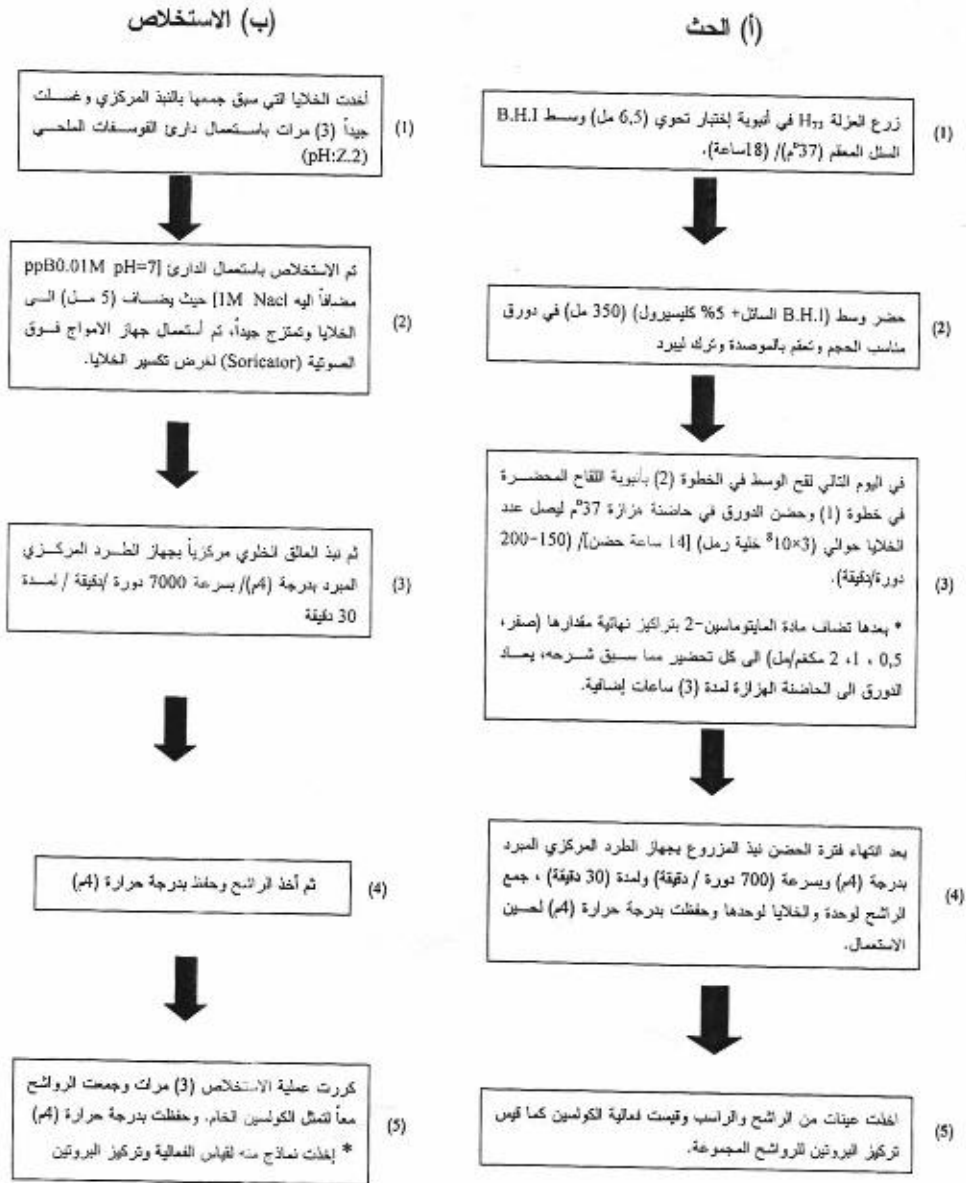 (أ) الحث
(1)
زرع العزلة H₇₃ في أنبوبة إختبار تحوي (6,5 مل) وسط B.H.I
السلل المعقم (37°م)/ (18ساعة).
(2)
حضر وسط (B.H.I السائل+ 5% كليسيرول) (350 مل) في دورق
مناسب الحجم وتعقم بالموصدة وترك ليبرد
(3)
في اليوم التالي لقح الوسط في الخطوة (2) بأنبوبة اللقاح المحضرة
في خطوة (1) وحضن الدورق في حاضنة هزازة 37°م ليصل عدد
الخلايا حوالي (3×10⁸ خلية رمل) [14 ساعة حضن]/ (150–200
دورة/دقيقة).
* بعدها تضاف مادة المايتوماسين-2 بتراكيز نهائية مقدارها (صفر،
0,5 ، 1، 2 مكغم/مل) الى كل تحضير مما سبق شرحه، يعاد
الدورق الى الحاضنة الهزازة لمدة (3) ساعات إضافية.
(4)
بعد انتهاء فترة الحضن نبذ المزروع بجهاز الطرد المركزي المبرد
بدرجة (4م) وبسرعة (700 دورة / دقيقة) ولمدة (30 دقيقة) ، جمع
الراشح لوحدة والخلايا لوحدها وحفظت بدرجة حرارة (4م) لحسين
الاستعمال.
(5)
اخذت عينات من الراشح والراسب وقيست فعالية الكولسين كما قيس
تركيز البروتين للرواشح المجموعة.
(ب) الاستخلاص
(1)
أخذت الخلايا التي سبق جمعها بالنبذ المركزي وغسلت
جيداً (3) مرات باستعمال دارئ الفوسفات الملحي
(pH:Z.2)
(2)
تم الاستخلاص باستعمال الدارئ [ppB0.01M pH=7
مضافاً اليه 1M Nacl] حيث يضاف (5 مل) الى
الخلايا وتمتزج جيداً، تم أستعمال جهاز الامواج فوق
الصوتية (Soricator) لغرض تكسير الخلايا.
(3)
ثم نبذ العالق الخلوي مركزياً بجهاز الطرد المركزي
المبرد بدرجة (4م)/ بسرعة 7000 دورة /دقيقة / لمدة
30 دقيقة
(4)
ثم أخذ الراشح وحفظ بدرجة حرارة (4م)
(5)
كررت عملية الاستخلاص (3) مرات وجمعت الرواشح
معاً لتمثل الكولسين الخام. وحفظت بدرجة حرارة (4م)
* إخذت نماذج منه لقياس الفعالية وتركيز البروتين